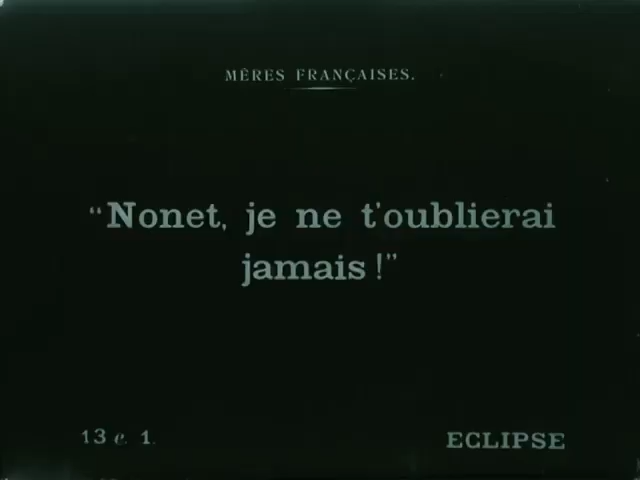 MÈRES FRANÇAISES.
"Nonet, je ne t'oublierai
jamais !"
13 e. 1.
ECLIPSE